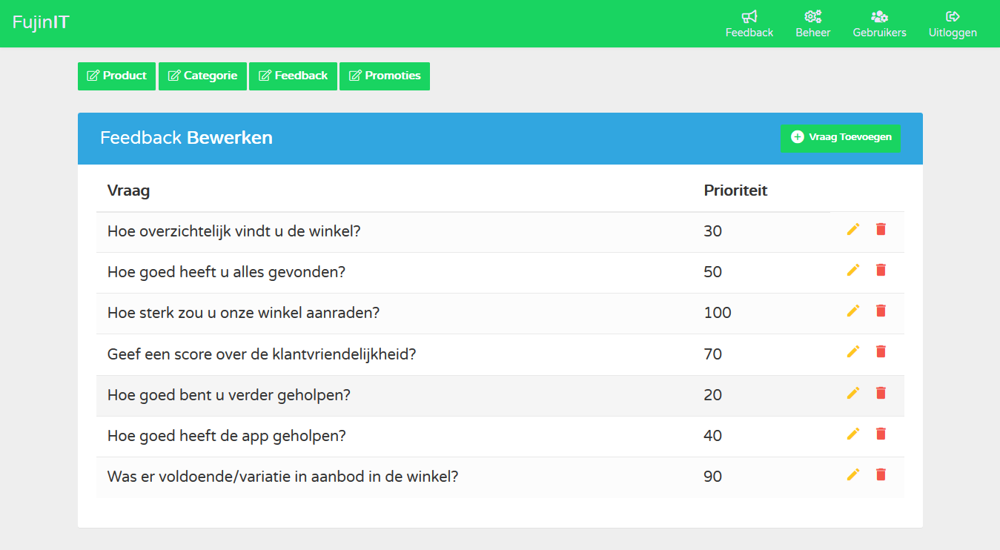 FujinIT
Feedback Beheer Gebruikers Uitloggen
Product Categorie Feedback Promoties
Feedback Bewerken Vraag Toevoegen
Vraag Prioriteit
Hoe overzichtelijk vindt u de winkel? 30
Hoe goed heeft u alles gevonden? 50
Hoe sterk zou u onze winkel aanraden? 100
Geef een score over de klantvriendelijkheid? 70
Hoe goed bent u verder geholpen? 20
Hoe goed heeft de app geholpen? 40
Was er voldoende/variatie in aanbod in de winkel? 90